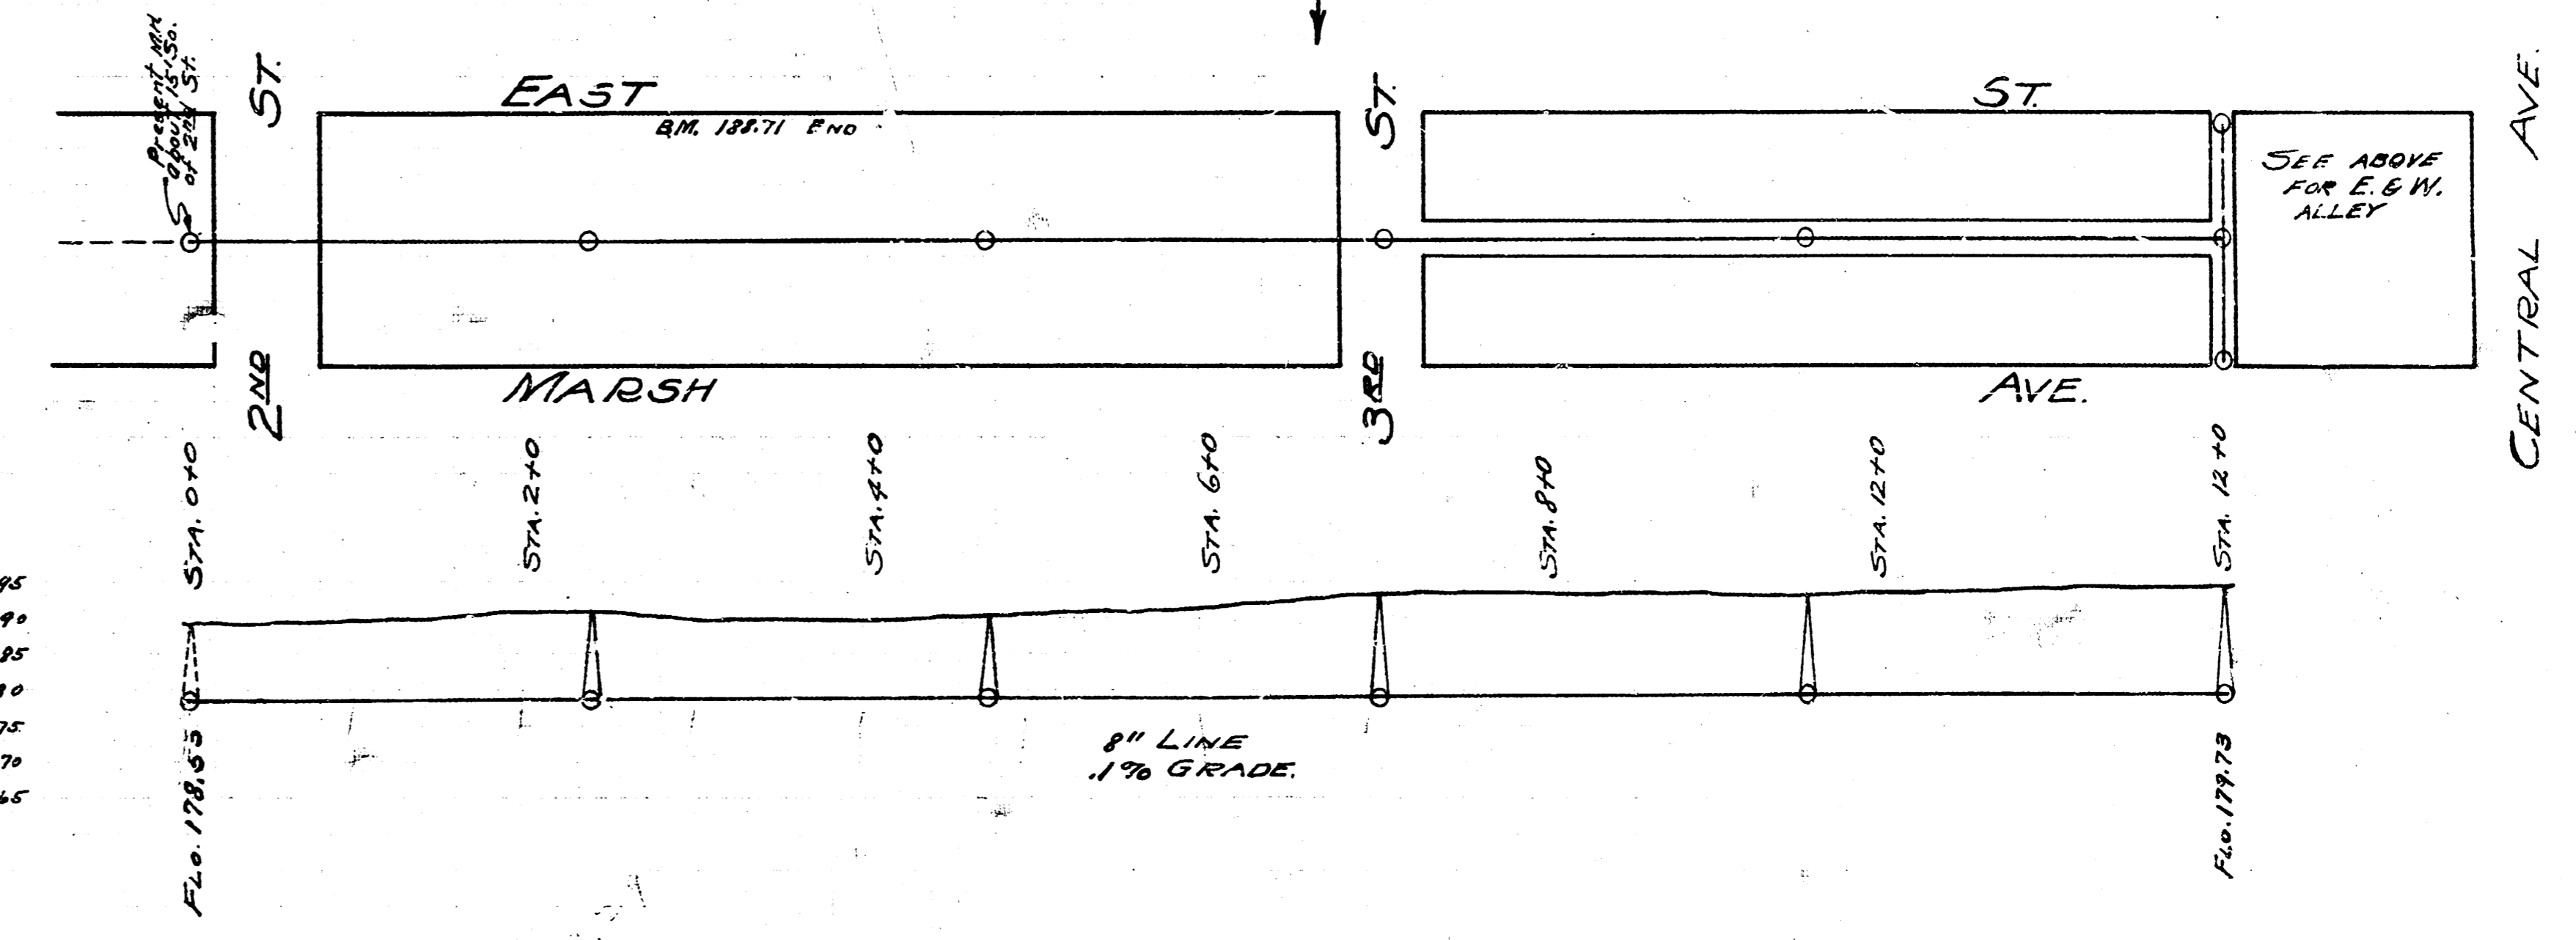 Present M.H.
about 15' So.
of 2nd St.
ST.
EAST
B.M. 188.71 END
ST.
ST.
AVE.
SEE ABOVE
FOR E. & W.
ALLEY
CENTRAL
2ND
MARSH
3RD
AVE.
STA. 0+0
STA. 2+0
STA. 4+0
STA. 6+0
STA. 8+0
STA. 12+0
STA. 12+0
95
90
85
80
75
70
65
8" LINE
.1% GRADE.
FLO. 178.53
FLO. 179.73